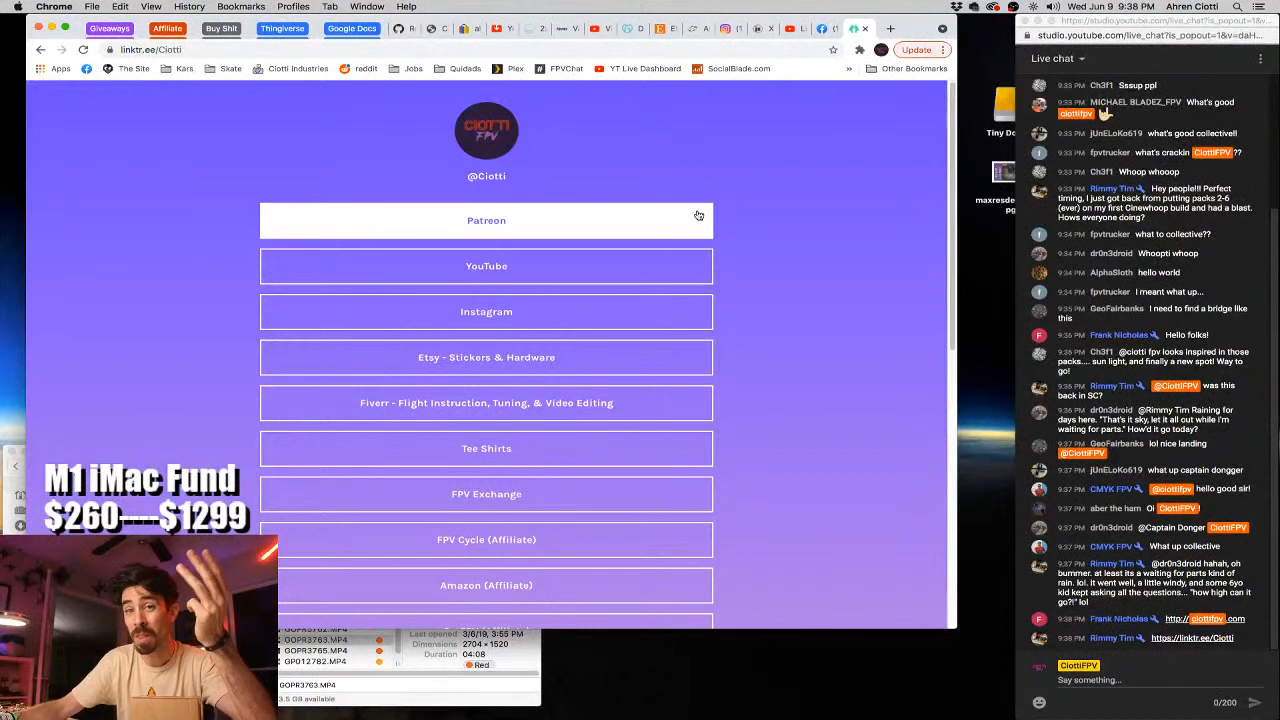 Chrome File Edit View History Bookmarks Profiles Tab Window Help
Wed Jun 9 9:38 PM Ahren Ciotti
Giveaways Affiliate Buy Shit Thingiverse Google Docs
linktr.ee/Ciotti
Update
Apps The Site Kars Skate Ciotti Industries reddit Jobs Quidads Plex FPVChat YT Live Dashboard SocialBlade.com » Other Bookmarks
CIOTTI
FPV
@Ciotti
Patreon
YouTube
Instagram
Etsy - Stickers & Hardware
Fiverr - Flight Instruction, Tuning, & Video Editing
Tee Shirts
FPV Exchange
FPV Cycle (Affiliate)
Amazon (Affiliate)
M1 iMac Fund
$260----$1299
GOPR3763.MP4
GP012782.MP4
Last opened 3/6/19, 3:55 PM
Dimensions 2704 × 1520
Duration 04:08
Red
GOPR3763.MP4
3.5 GB available
Tiny Do
maxresde
pg
studio.youtube.com/live_chat?is_popout=1&v=daH...
Live chat
9:33 PM Ch3f1 Sssup ppl
9:33 PM MICHAEL BLADEZ_FPV What's good
ciottifpv
9:33 PM jUnELoKo619 what's good collective!!
9:33 PM fpvtrucker what's crackin CiottiFPV ??
9:33 PM Ch3f1 Whoop whooop
9:33 PM Rimmy Tim Hey people!!! Perfect
timing, I just got back from putting packs 2-6
(ever) on my first Cinewhoop build and had a blast.
Hows everyone doing?
9:34 PM fpvtrucker what to collective??
9:34 PM dr0n3droid Whoopti whoop
9:34 PM AlphaSloth hello world
9:34 PM fpvtrucker I meant what up...
9:35 PM GeoFairbanks I need to find a bridge like
this
9:36 PM Frank Nicholas Hello folks!
9:36 PM Ch3f1 @ciotti fpv looks inspired in those
packs.... sun light, and finally a new spot! Way to
go!
9:36 PM Rimmy Tim @CiottiFPV was this
back in SC?
9:36 PM dr0n3droid @Rimmy Tim Raining for
days here. "That's it sky, let it all out while I'm
waiting for parts." How'd it go today?
9:37 PM GeoFairbanks lol nice landing
@CiottiFPV
9:37 PM jUnELoKo619 what up captain dongger
9:37 PM CMYK FPV @ciottifpv hello good sir!
9:37 PM aber the ham Oi CiottiFPV !
9:37 PM dr0n3droid @Captain Donger CiottiFPV
9:37 PM CMYK FPV What up collective
9:37 PM Rimmy Tim @dr0n3droid hahah, oh
bummer. at least its a waiting for parts kind of
rain. lol. It went well, a little windy, and some 6yo
kid kept asking all the questions... "how high can it
go?!" lol
9:38 PM Frank Nicholas http://ciottifpv.com
9:38 PM Rimmy Tim https://linktr.ee/Ciotti
CiottiFPV
Say something...
0/200